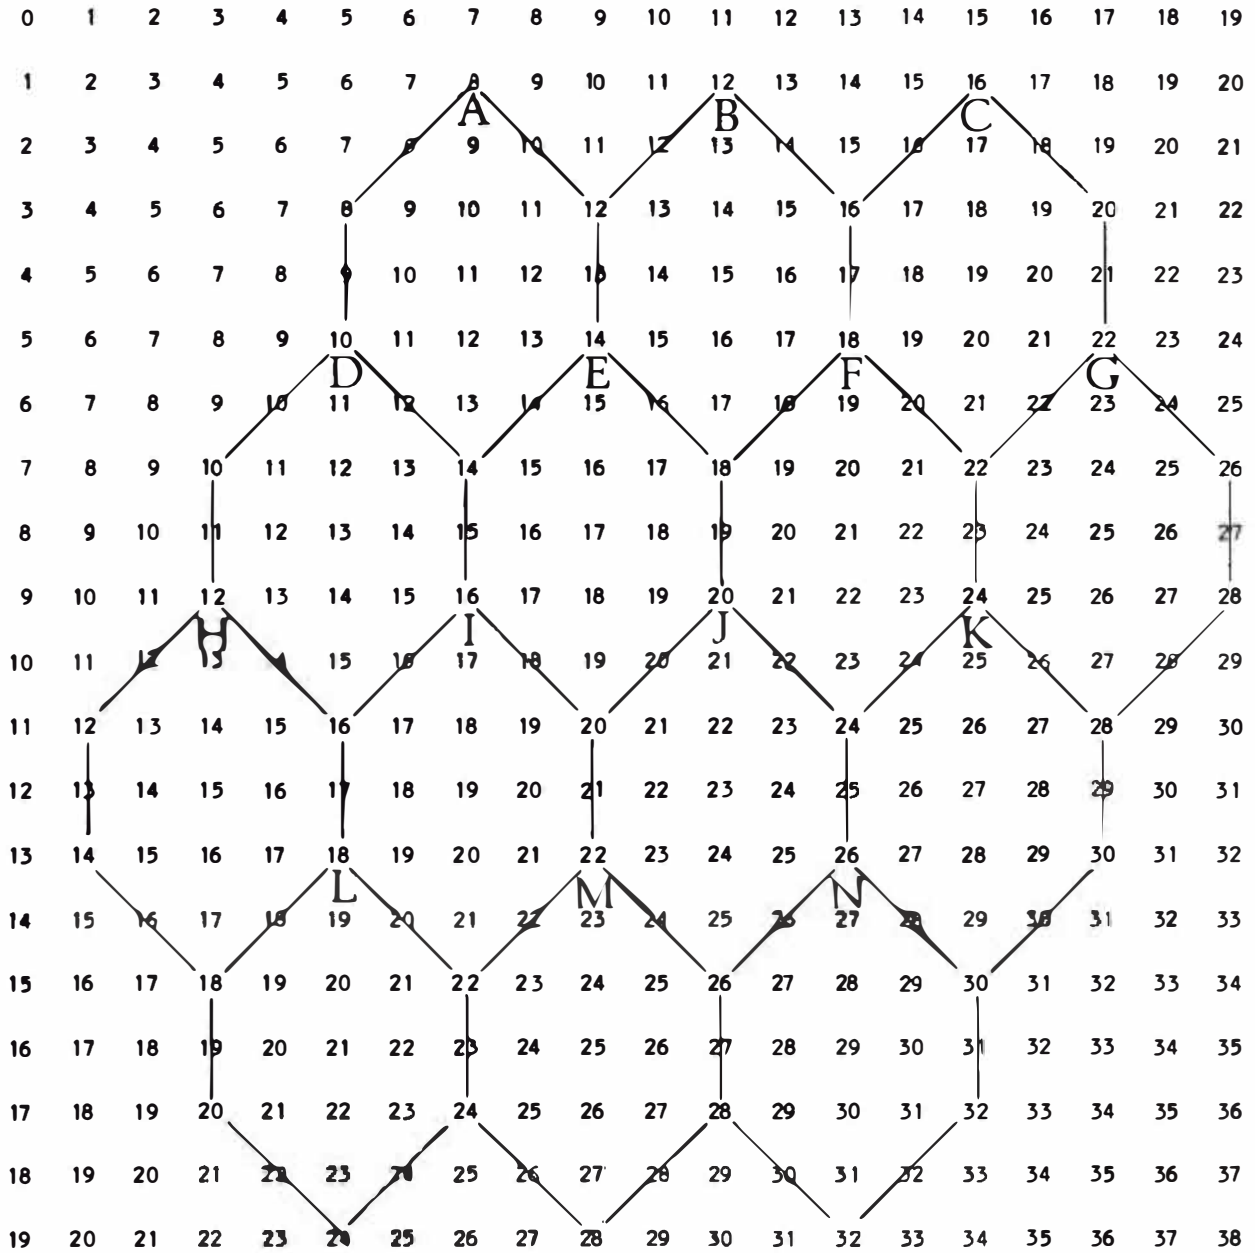 0 1 2 3 4 5 6 7 8 9 10 11 12 13 14 15 16 17 18 19
1 2 3 4 5 6 7 8 9 10 11 12 13 14 15 16 17 18 19 20
A B C
2 3 4 5 6 7 8 9 10 11 12 13 14 15 16 17 18 19 20 21
3 4 5 6 7 8 9 10 11 12 13 14 15 16 17 18 19 20 21 22
4 5 6 7 8 9 10 11 12 13 14 15 16 17 18 19 20 21 22 23
5 6 7 8 9 10 11 12 13 14 15 16 17 18 19 20 21 22 23 24
D E F G
6 7 8 9 10 11 12 13 14 15 16 17 18 19 20 21 22 23 24 25
7 8 9 10 11 12 13 14 15 16 17 18 19 20 21 22 23 24 25 26
8 9 10 11 12 13 14 15 16 17 18 19 20 21 22 23 24 25 26 27
9 10 11 12 13 14 15 16 17 18 19 20 21 22 23 24 25 26 27 28
H I J K
10 11 12 13 15 16 17 18 19 20 21 22 23 24 25 26 27 28 29
11 12 13 14 15 16 17 18 19 20 21 22 23 24 25 26 27 28 29 30
12 13 14 15 16 17 18 19 20 21 22 23 24 25 26 27 28 29 30 31
13 14 15 16 17 18 19 20 21 22 23 24 25 26 27 28 29 30 31 32
L M N
14 15 16 17 18 19 20 21 22 23 24 25 26 27 28 29 30 31 32 33
15 16 17 18 19 20 21 22 23 24 25 26 27 28 29 30 31 32 33 34
16 17 18 19 20 21 22 23 24 25 26 27 28 29 30 31 32 33 34 35
17 18 19 20 21 22 23 24 25 26 27 28 29 30 31 32 33 34 35 36
18 19 20 21 22 23 24 25 26 27 28 29 30 31 32 33 34 35 36 37
19 20 21 22 23 24 25 26 27 28 29 30 31 32 33 34 35 36 37 38